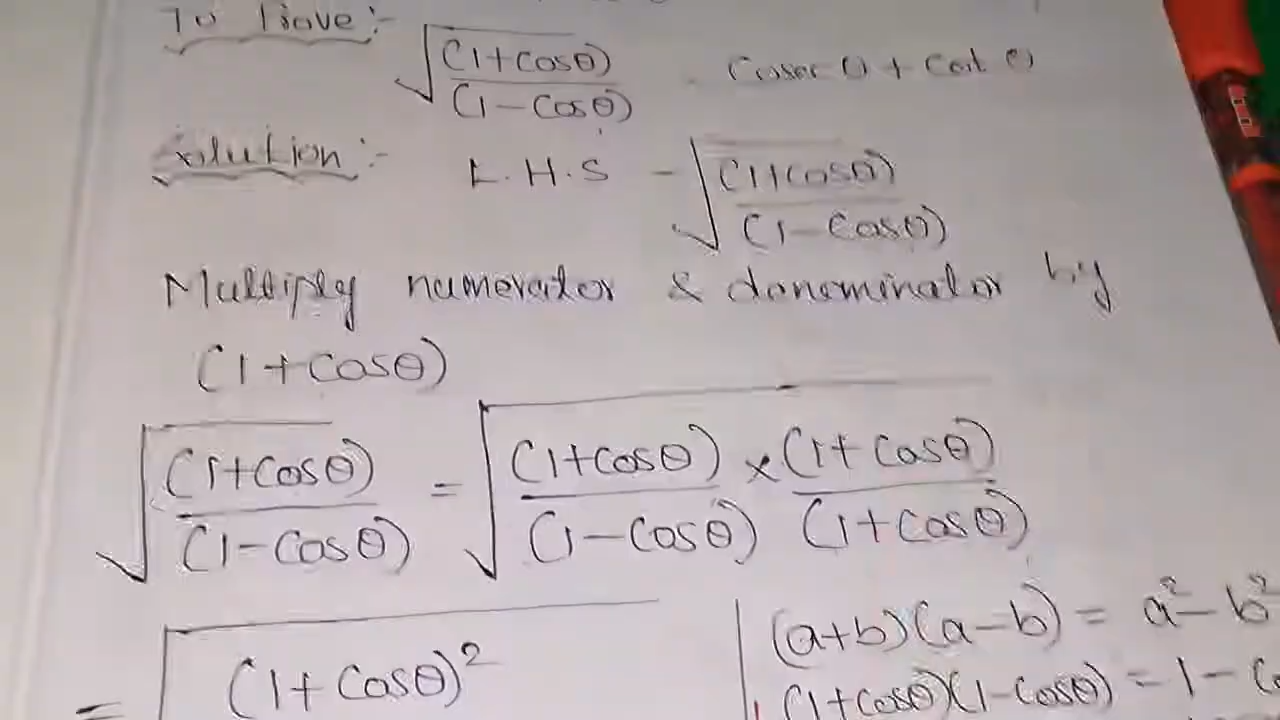 To Prove:- √((1+cosθ)/(1-cosθ)) = Cosec θ + Cot θ
Solution:- L.H.S = √((1+cosθ)/(1-cosθ))
Multiply numerator & donominator by
(1+cosθ)
√((1+cosθ)/(1-cosθ)) = √((1+cosθ)/(1-cosθ) × (1+cosθ)/(1+cosθ))
(a+b)(a-b) = a²-b²
= √(1+cosθ)²
(1+cosθ)(1-cosθ) = 1-